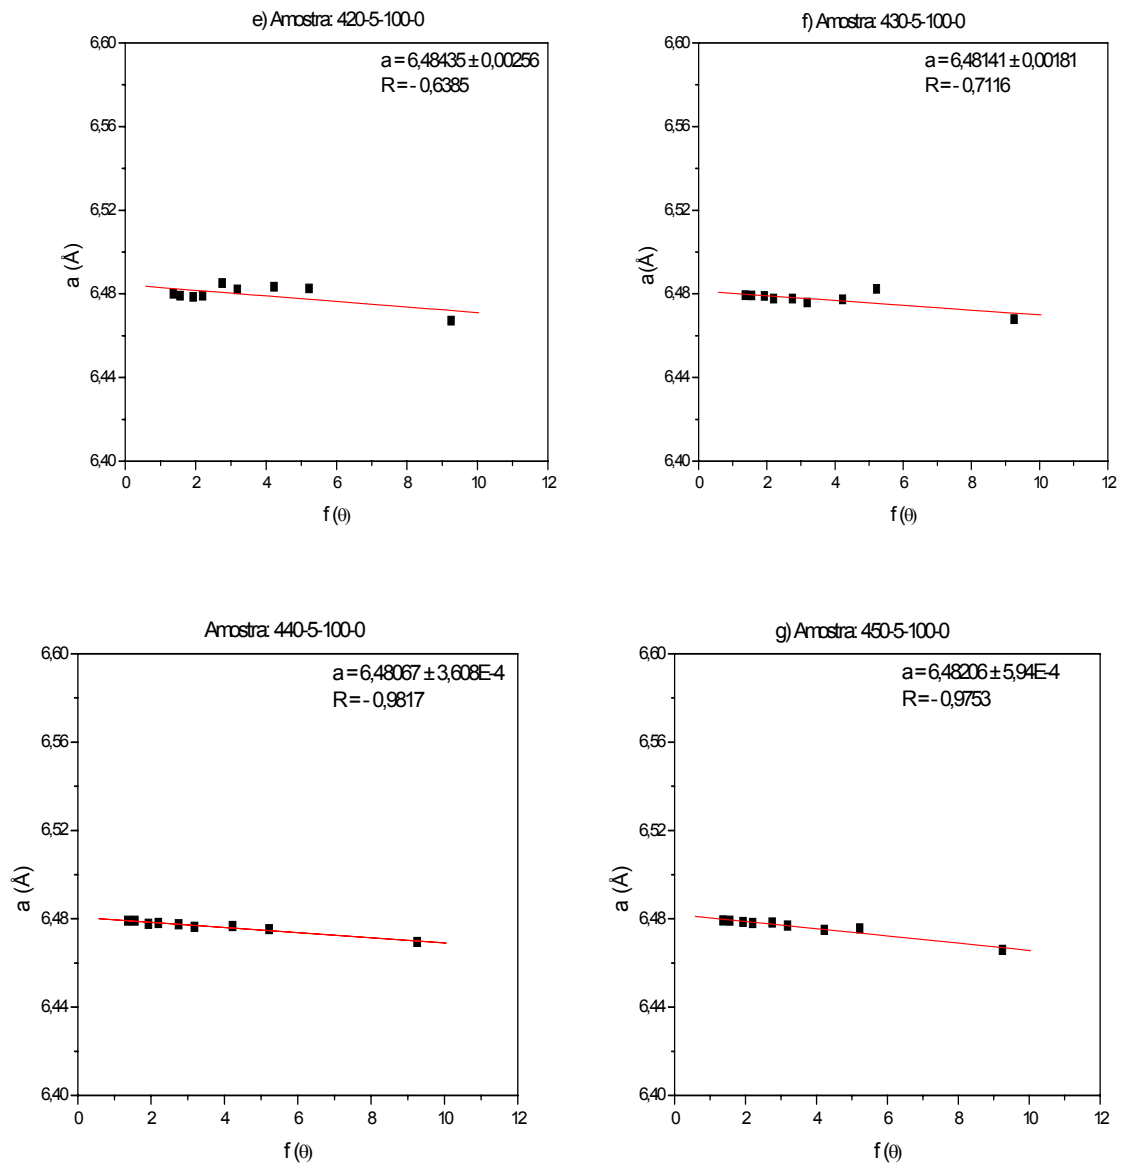 e) Amostra: 420-5-100-0
a = 6,48435 ± 0,00256
R = - 0,6385
6,60
6,56
6,52
6,48
6,44
6,40
a (Å)
0 2 4 6 8 10 12
f (θ)
f) Amostra: 430-5-100-0
a = 6,48141 ± 0,00181
R = - 0,7116
6,60
6,56
6,52
6,48
6,44
6,40
a (Å)
0 2 4 6 8 10 12
f (θ)
Amostra: 440-5-100-0
a = 6,48067 ± 3,608E-4
R = - 0,9817
6,60
6,56
6,52
6,48
6,44
6,40
a (Å)
0 2 4 6 8 10 12
f (θ)
g) Amostra: 450-5-100-0
a = 6,48206 ± 5,94E-4
R = - 0,9753
6,60
6,56
6,52
6,48
6,44
6,40
a (Å)
0 2 4 6 8 10 12
f (θ)